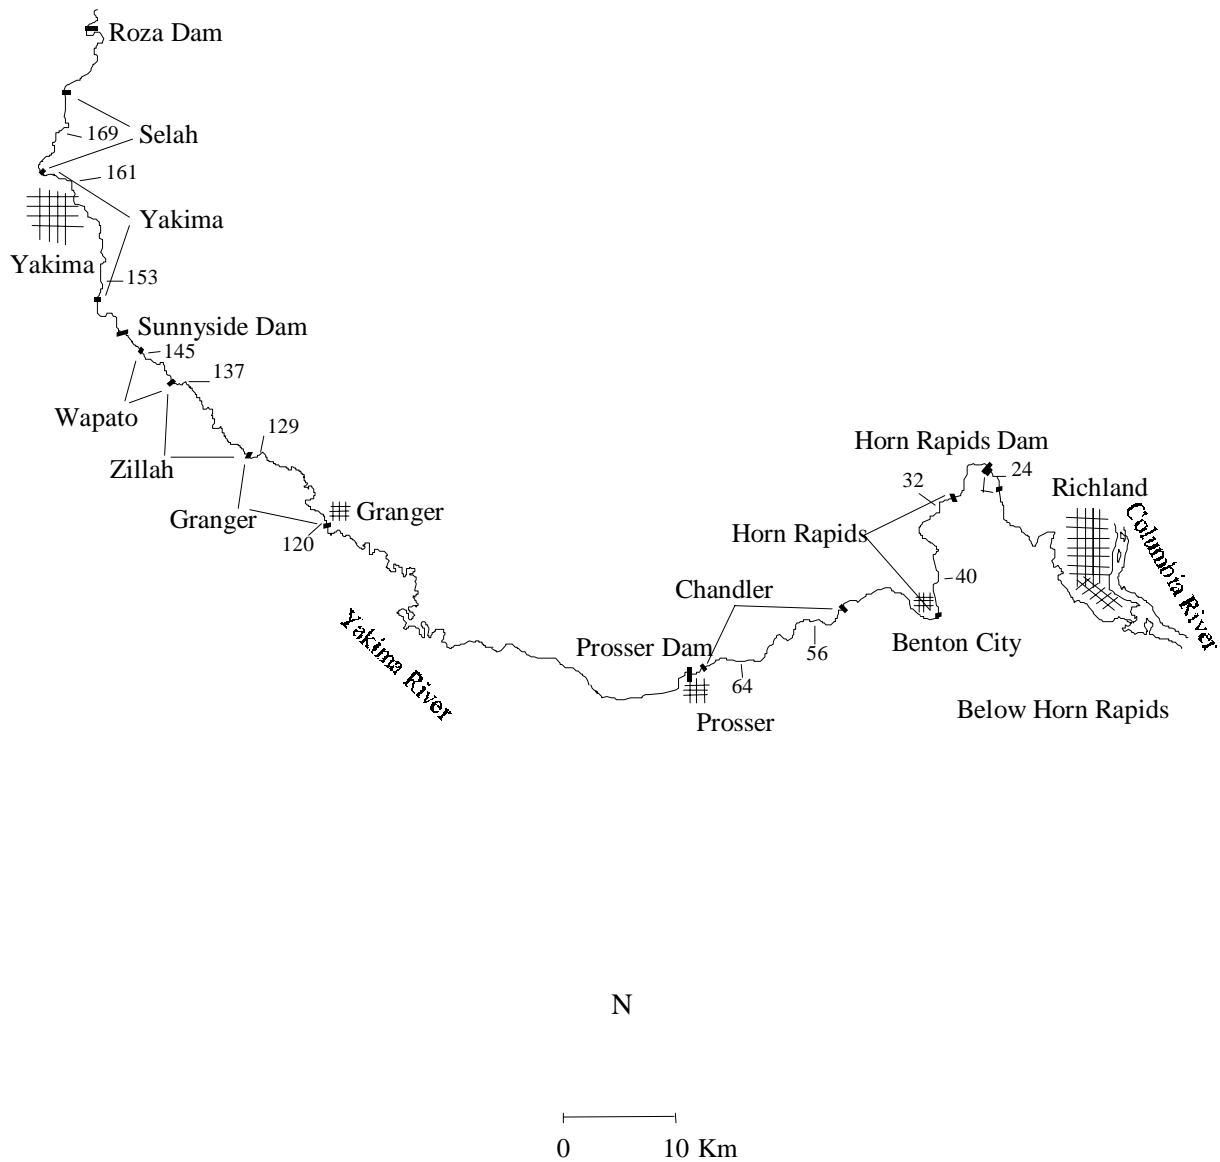 Roza Dam
169
Selah
161
Yakima
Yakima
153
Sunnyside Dam
145
137
Wapato
129
Zillah
Granger
Granger
120
Yakima River
Horn Rapids Dam
32
24
Richland
Columbia River
Horn Rapids
40
Chandler
Benton City
56
Prosser Dam
64
Prosser
Below Horn Rapids
N
0 10 Km